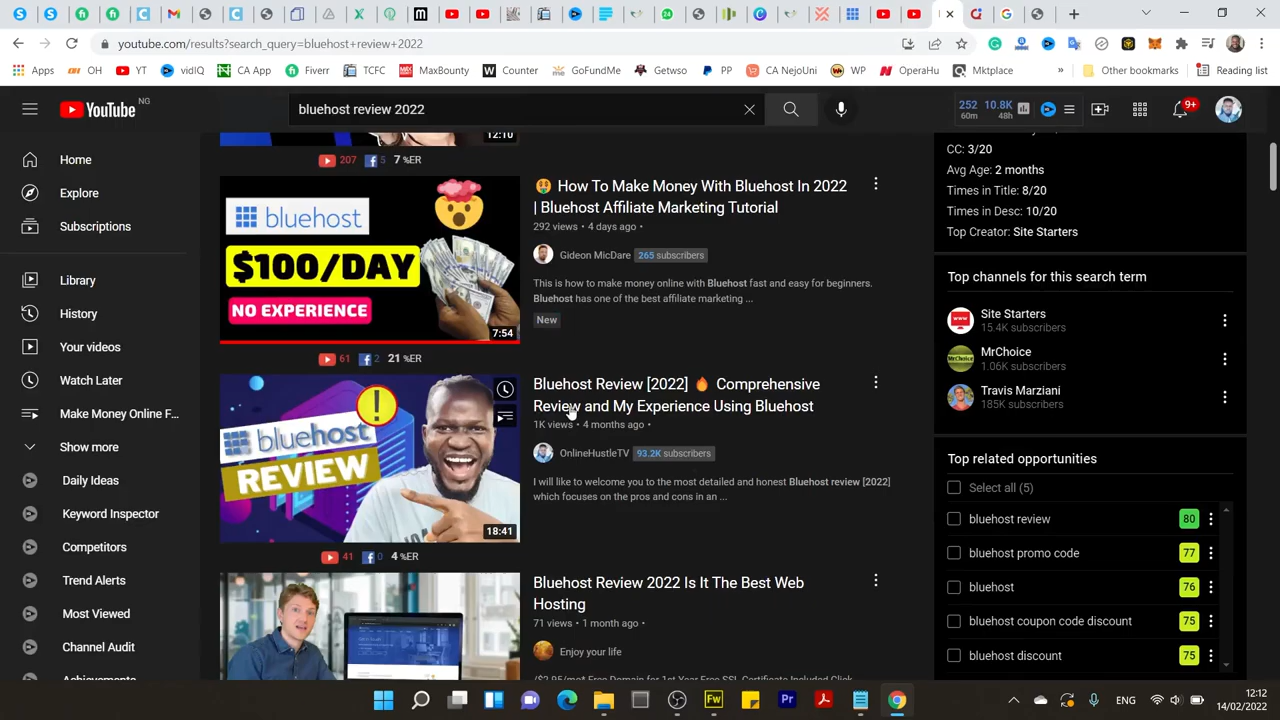 youtube.com/results?search_query=bluehost+review+2022
Apps
OH
YT
vidIQ
CA App
Fiverr
TCFC
MaxBounty
Counter
GoFundMe
Getwso
PP
CA NejoUni
WP
OperaHu
Mktplace
»
Other bookmarks
Reading list
YouTube NG
bluehost review 2022
252 10.8K
60m 48h
9+
Home
Explore
Subscriptions
Library
History
Your videos
Watch Later
Make Money Online F...
Show more
Daily Ideas
Keyword Inspector
Competitors
Trend Alerts
Most Viewed
Channel Audit
Achievements
12:10
207 5 7 %ER
bluehost
$100/DAY
NO EXPERIENCE
7:54
How To Make Money With Bluehost In 2022
| Bluehost Affiliate Marketing Tutorial
292 views • 4 days ago •
Gideon MicDare 265 subscribers
This is how to make money online with Bluehost fast and easy for beginners.
Bluehost has one of the best affiliate marketing ...
New
61 2 21 %ER
!
bluehost
REVIEW
18:41
Bluehost Review [2022] 🔥 Comprehensive
Review and My Experience Using Bluehost
1K views • 4 months ago •
OnlineHustleTV 93.2K subscribers
I will like to welcome you to the most detailed and honest Bluehost review [2022]
which focuses on the pros and cons in an ...
41 0 4 %ER
Bluehost Review 2022 Is It The Best Web
Hosting
71 views • 1 month ago •
Enjoy your life
CC: 3/20
Avg Age: 2 months
Times in Title: 8/20
Times in Desc: 10/20
Top Creator: Site Starters
Top channels for this search term
Site Starters
15.4K subscribers
MrChoice
1.06K subscribers
Travis Marziani
185K subscribers
Top related opportunities
Select all (5)
bluehost review 80
bluehost promo code 77
bluehost 76
bluehost coupon code discount 75
bluehost discount 75
ENG
12:12
14/02/2022